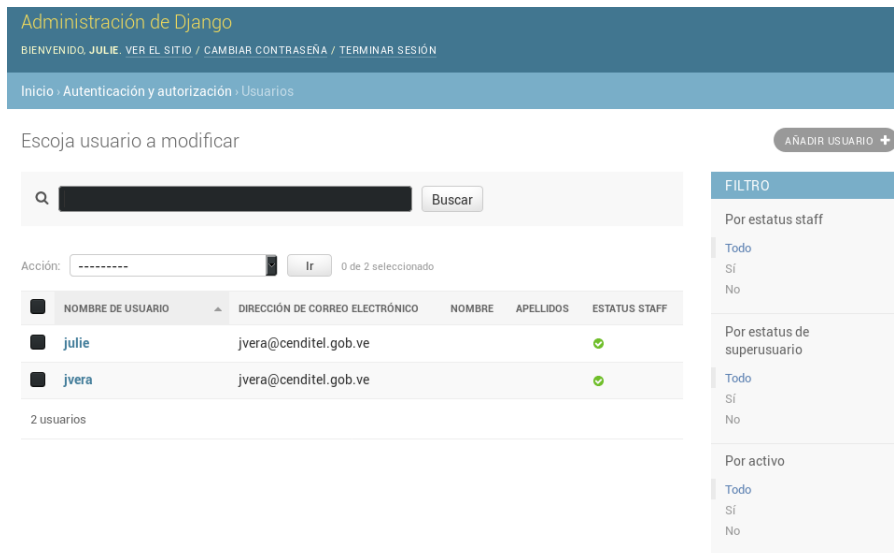 Administración de Django
BIENVENIDO, JULIE. VER EL SITIO / CAMBIAR CONTRASEÑA / TERMINAR SESIÓN
Inicio › Autenticación y autorización › Usuarios
Escoja usuario a modificar
AÑADIR USUARIO +
Buscar
Acción: --------- Ir 0 de 2 seleccionado
NOMBRE DE USUARIO DIRECCIÓN DE CORREO ELECTRÓNICO NOMBRE APELLIDOS ESTATUS STAFF
julie jvera@cenditel.gob.ve
jvera jvera@cenditel.gob.ve
2 usuarios
FILTRO
Por estatus staff
Todo
Sí
No
Por estatus de
superusuario
Todo
Sí
No
Por activo
Todo
Sí
No